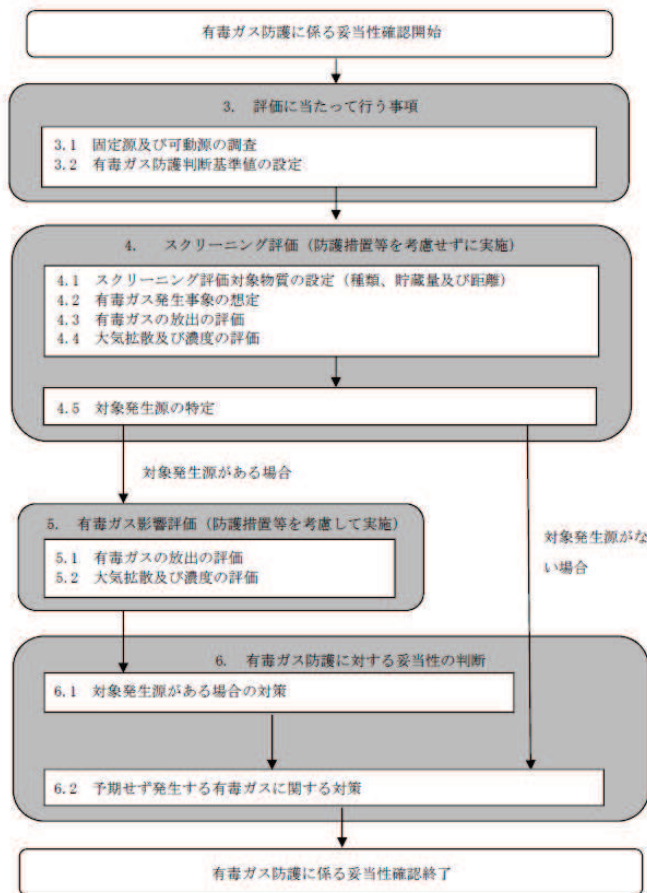 有毒ガス防護に係る妥当性確認開始
3. 評価に当たって行う事項
3.1 固定源及び可動源の調査
3.2 有毒ガス防護判断基準値の設定
4. スクリーニング評価（防護措置等を考慮せずに実施）
4.1 スクリーニング評価対象物質の設定（種類、貯蔵量及び距離）
4.2 有毒ガス発生事象の想定
4.3 有毒ガスの放出の評価
4.4 大気拡散及び濃度の評価
4.5 対象発生源の特定
対象発生源がある場合
5. 有毒ガス影響評価（防護措置等を考慮して実施）
5.1 有毒ガスの放出の評価
5.2 大気拡散及び濃度の評価
対象発生源がな
い場合
6. 有毒ガス防護に対する妥当性の判断
6.1 対象発生源がある場合の対策
6.2 予期せず発生する有毒ガスに関する対策
有毒ガス防護に係る妥当性確認終了